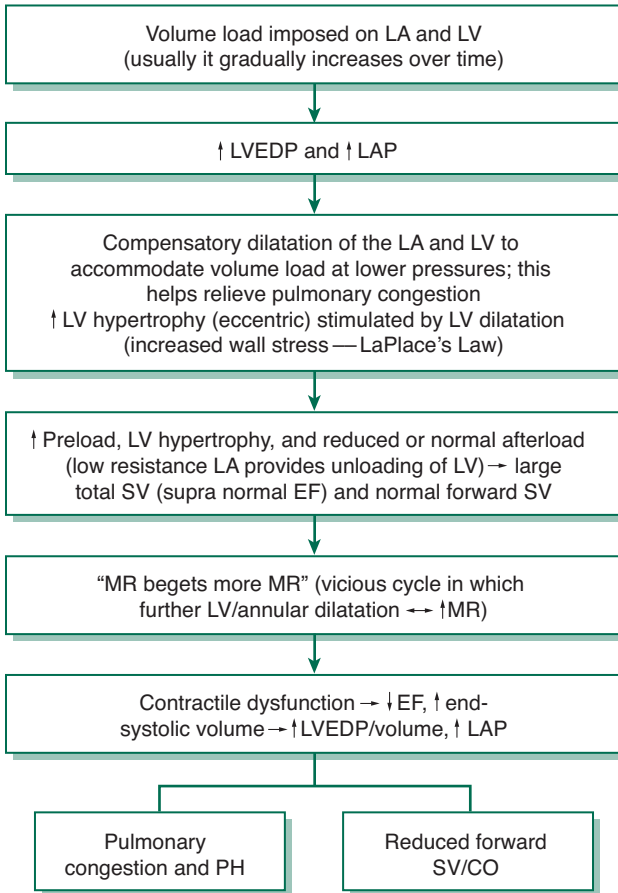 Volume load imposed on LA and LV
(usually it gradually increases over time)
↑ LVEDP and ↑ LAP
Compensatory dilatation of the LA and LV to
accommodate volume load at lower pressures; this
helps relieve pulmonary congestion
↑ LV hypertrophy (eccentric) stimulated by LV dilatation
(increased wall stress — LaPlace’s Law)
↑ Preload, LV hypertrophy, and reduced or normal afterload
(low resistance LA provides unloading of LV) → large
total SV (supra normal EF) and normal forward SV
“MR begets more MR” (vicious cycle in which
further LV/annular dilatation ↔ ↑MR)
Contractile dysfunction → ↓EF, ↑ end-
systolic volume → ↑LVEDP/volume, ↑ LAP
Pulmonary
congestion and PH
Reduced forward
SV/CO